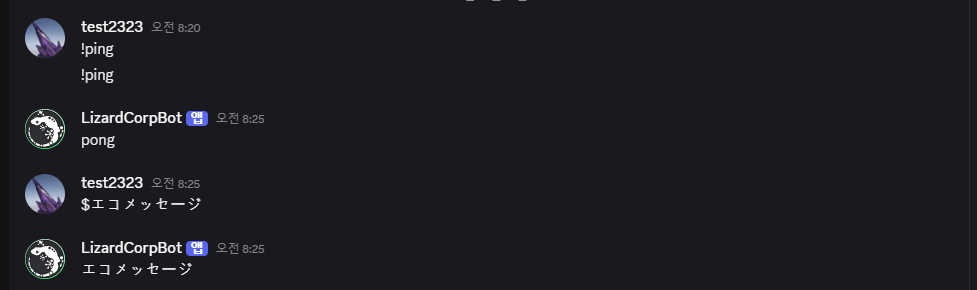 test2323 오전 8:20
!ping
!ping
LizardCorpBot 앱 오전 8:25
pong
test2323 오전 8:25
$エコメッセージ
LizardCorpBot 앱 오전 8:25
エコメッセージ